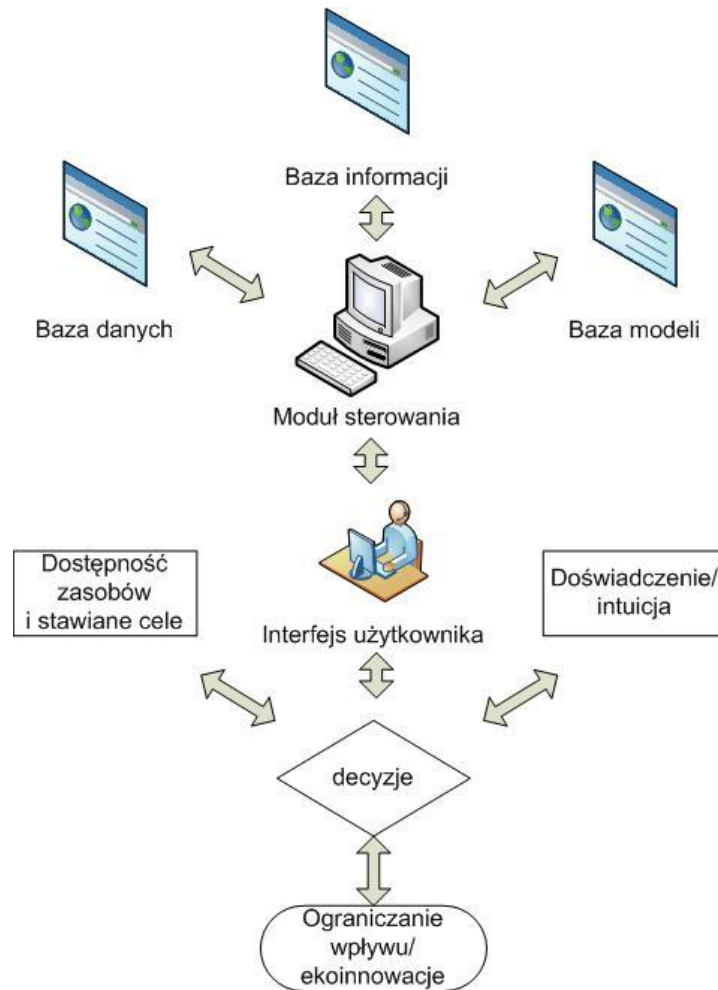 Baza informacji
Baza danych
Baza modeli
Moduł sterowania
Dostępność
zasobów
i stawiane cele
Doświadczenie/
intuicja
Interfejs użytkownika
decyzje
Ograniczanie
wpływu/
ekoinnowacje